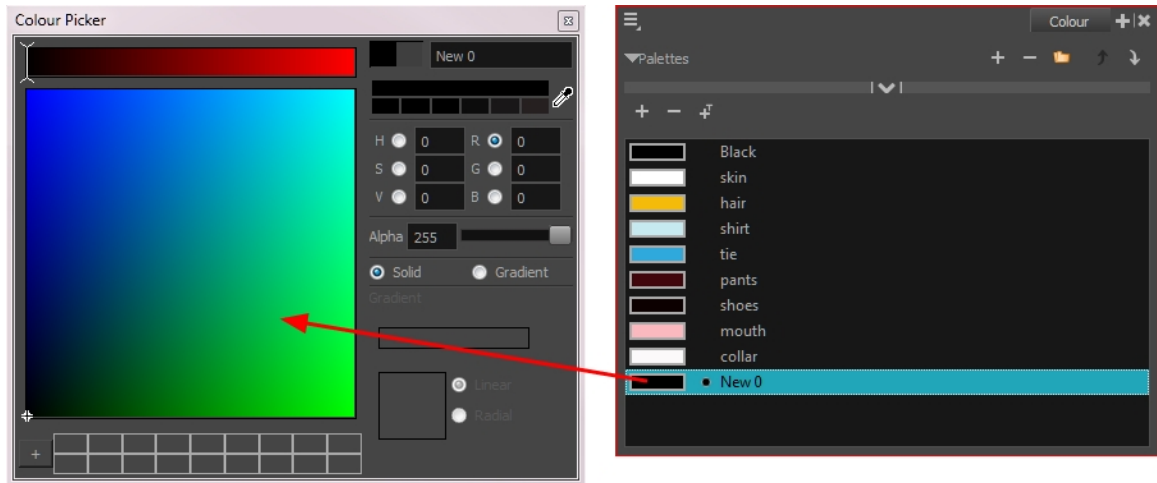 Colour Picker
New 0
H 0 R 0
S 0 G 0
V 0 B 0
Alpha 255
Solid Gradient
Gradient
Linear
Radial
+
Colour
Palettes
Black
skin
hair
shirt
tie
pants
shoes
mouth
collar
New 0